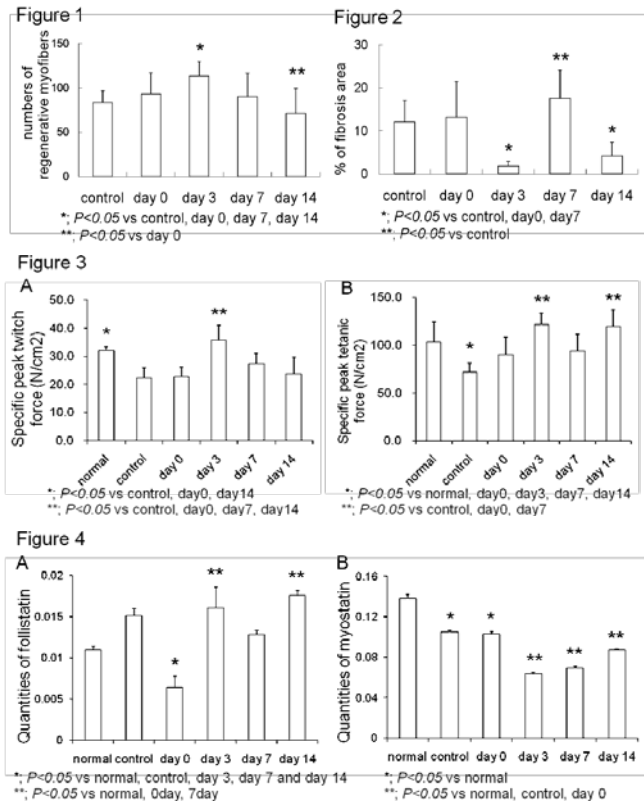 Figure 1
numbers of
regenerative myofibers
150
100
50
0
*
**
control day 0 day 3 day 7 day 14
*; P<0.05 vs control, day 0, day 7, day 14
**; P<0.05 vs day 0
Figure 2
% of fibrosis area
30
20
10
0
*
**
*
control day 0 day 3 day 7 day 14
*; P<0.05 vs control, day0, day7
**; P<0.05 vs control
Figure 3
A
Specific peak twitch
force (N/cm2)
50.0
40.0
30.0
20.0
10.0
0.0
*
**
normal control day 0 day 3 day 7 day 14
*; P<0.05 vs control, day0, day14
**; P<0.05 vs control, day0, day7, day14
B
Specific peak tetanic
force (N/cm2)
150.0
100.0
50.0
0.0
*
**
**
normal control day 0 day 3 day 7 day 14
*; P<0.05 vs normal, day0, day3, day7, day14
**; P<0.05 vs control, day0, day7
Figure 4
A
Quantities of follistatin
0.02
0.015
0.01
0.005
0
*
**
**
normal control day 0 day 3 day 7 day 14
*; P<0.05 vs normal, control, day 3, day 7 and day 14
**; P<0.05 vs normal, 0day, 7day
B
Quantities of myostatin
0.16
0.12
0.08
0.04
0
*
*
**
**
**
normal control day 0 day 3 day 7 day 14
*; P<0.05 vs normal
**; P<0.05 vs normal, control, day 0